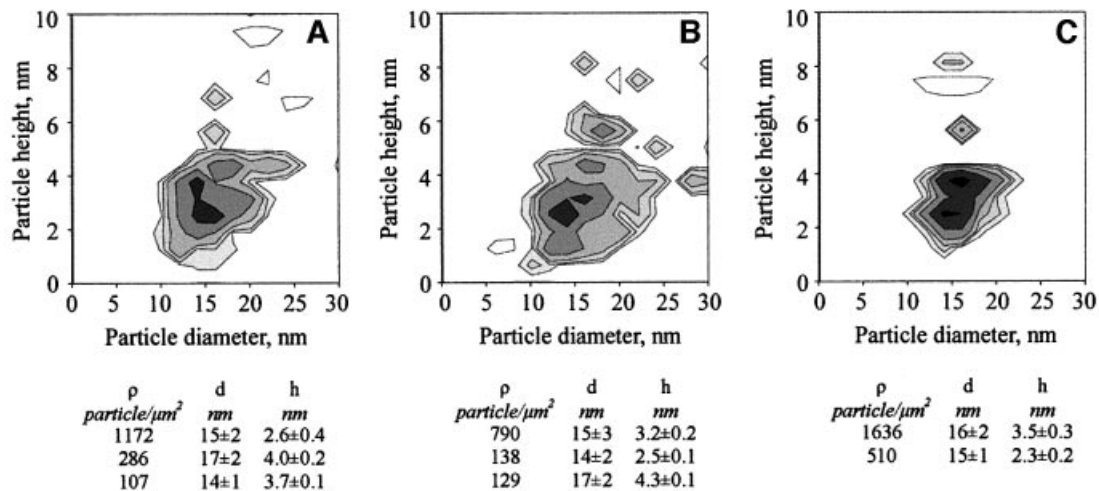 A
B
C
10
8
6
4
2
0
Particle height, nm
0 5 10 15 20 25 30
Particle diameter, nm
10
8
6
4
2
0
Particle height, nm
0 5 10 15 20 25 30
Particle diameter, nm
10
8
6
4
2
0
Particle height, nm
0 5 10 15 20 25 30
Particle diameter, nm
ρ d h
particle/μm² nm nm
1172 15±2 2.6±0.4
286 17±2 4.0±0.2
107 14±1 3.7±0.1
ρ d h
particle/μm² nm nm
790 15±3 3.2±0.2
138 14±2 2.5±0.1
129 17±2 4.3±0.1
ρ d h
particle/μm² nm nm
1636 16±2 3.5±0.3
510 15±1 2.3±0.2